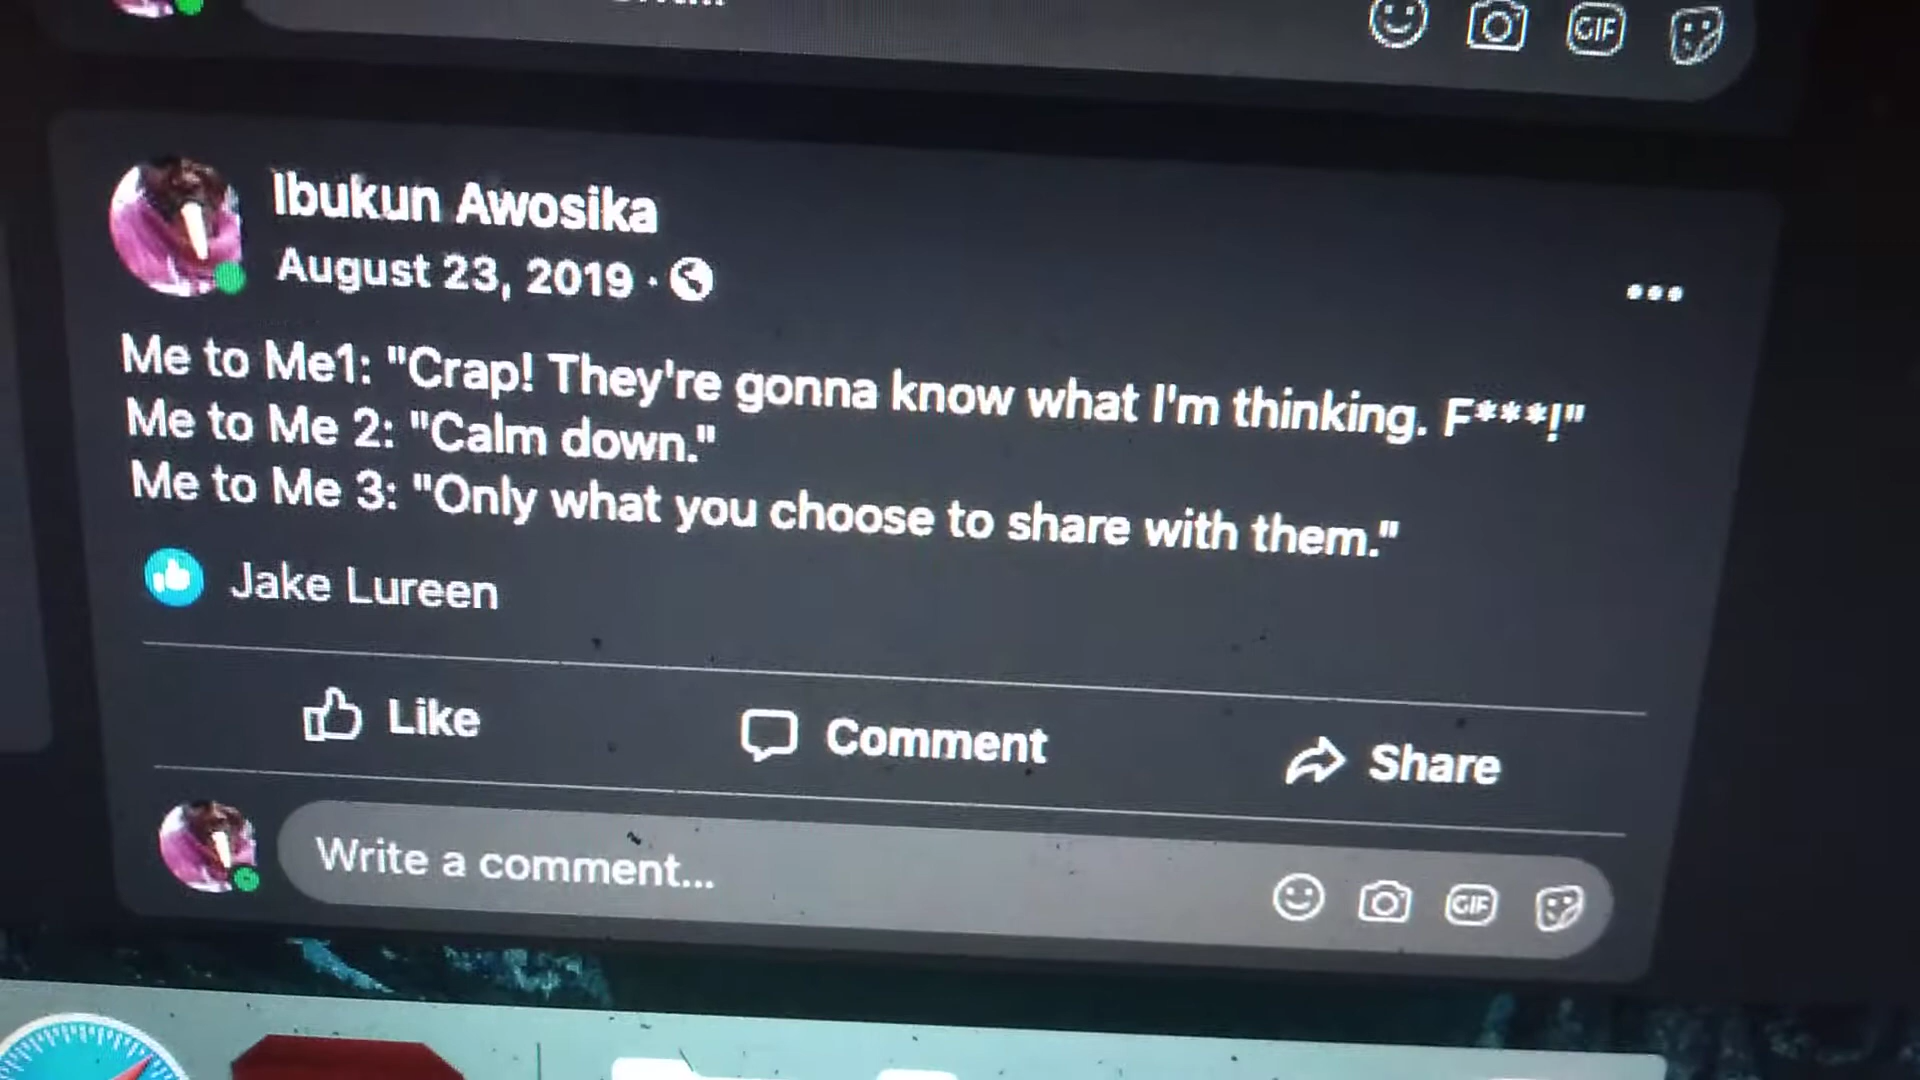 GIF
Ibukun Awosika
August 23, 2019 ·
Me to Me1: "Crap! They're gonna know what I'm thinking. F***!"
Me to Me 2: "Calm down."
Me to Me 3: "Only what you choose to share with them."
Jake Lureen
Like
Comment
Share
Write a comment...
GIF